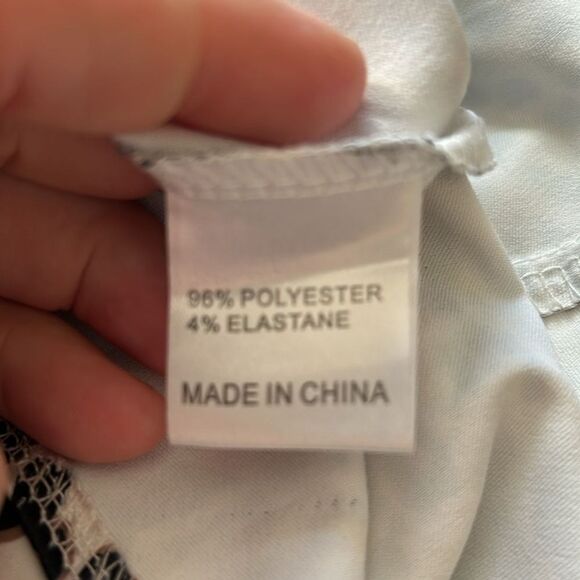 96% POLYESTER
4% ELASTANE
MADE IN CHINA